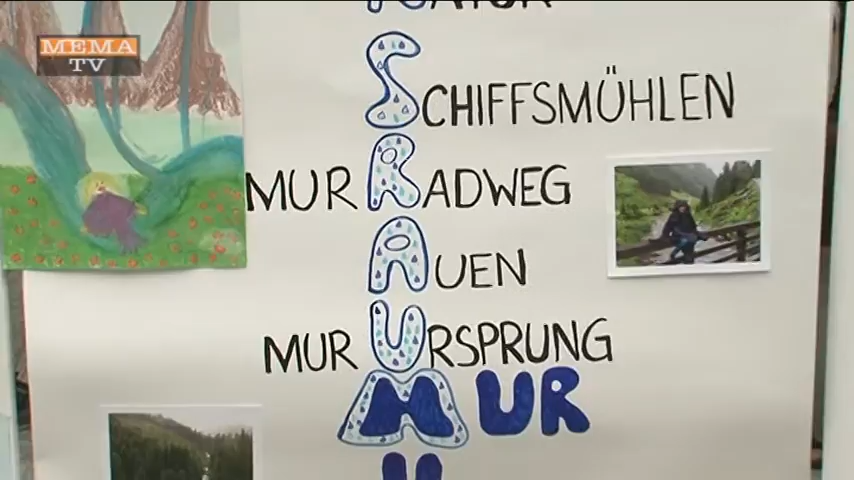 MEMA
TV
SCHIFFSMÜHLEN
MURRADWEG
AUEN
MURURSPRUNG
MUR